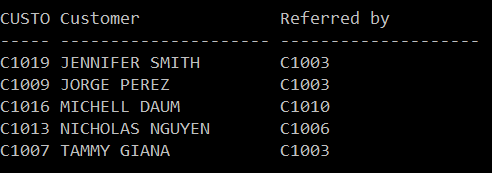 CUSTO Customer             Referred by
----- -------------------- --------------------
C1019 JENNIFER SMITH       C1003
C1009 JORGE PEREZ          C1003
C1016 MICHELL DAUM         C1010
C1013 NICHOLAS NGUYEN      C1006
C1007 TAMMY GIANA          C1003